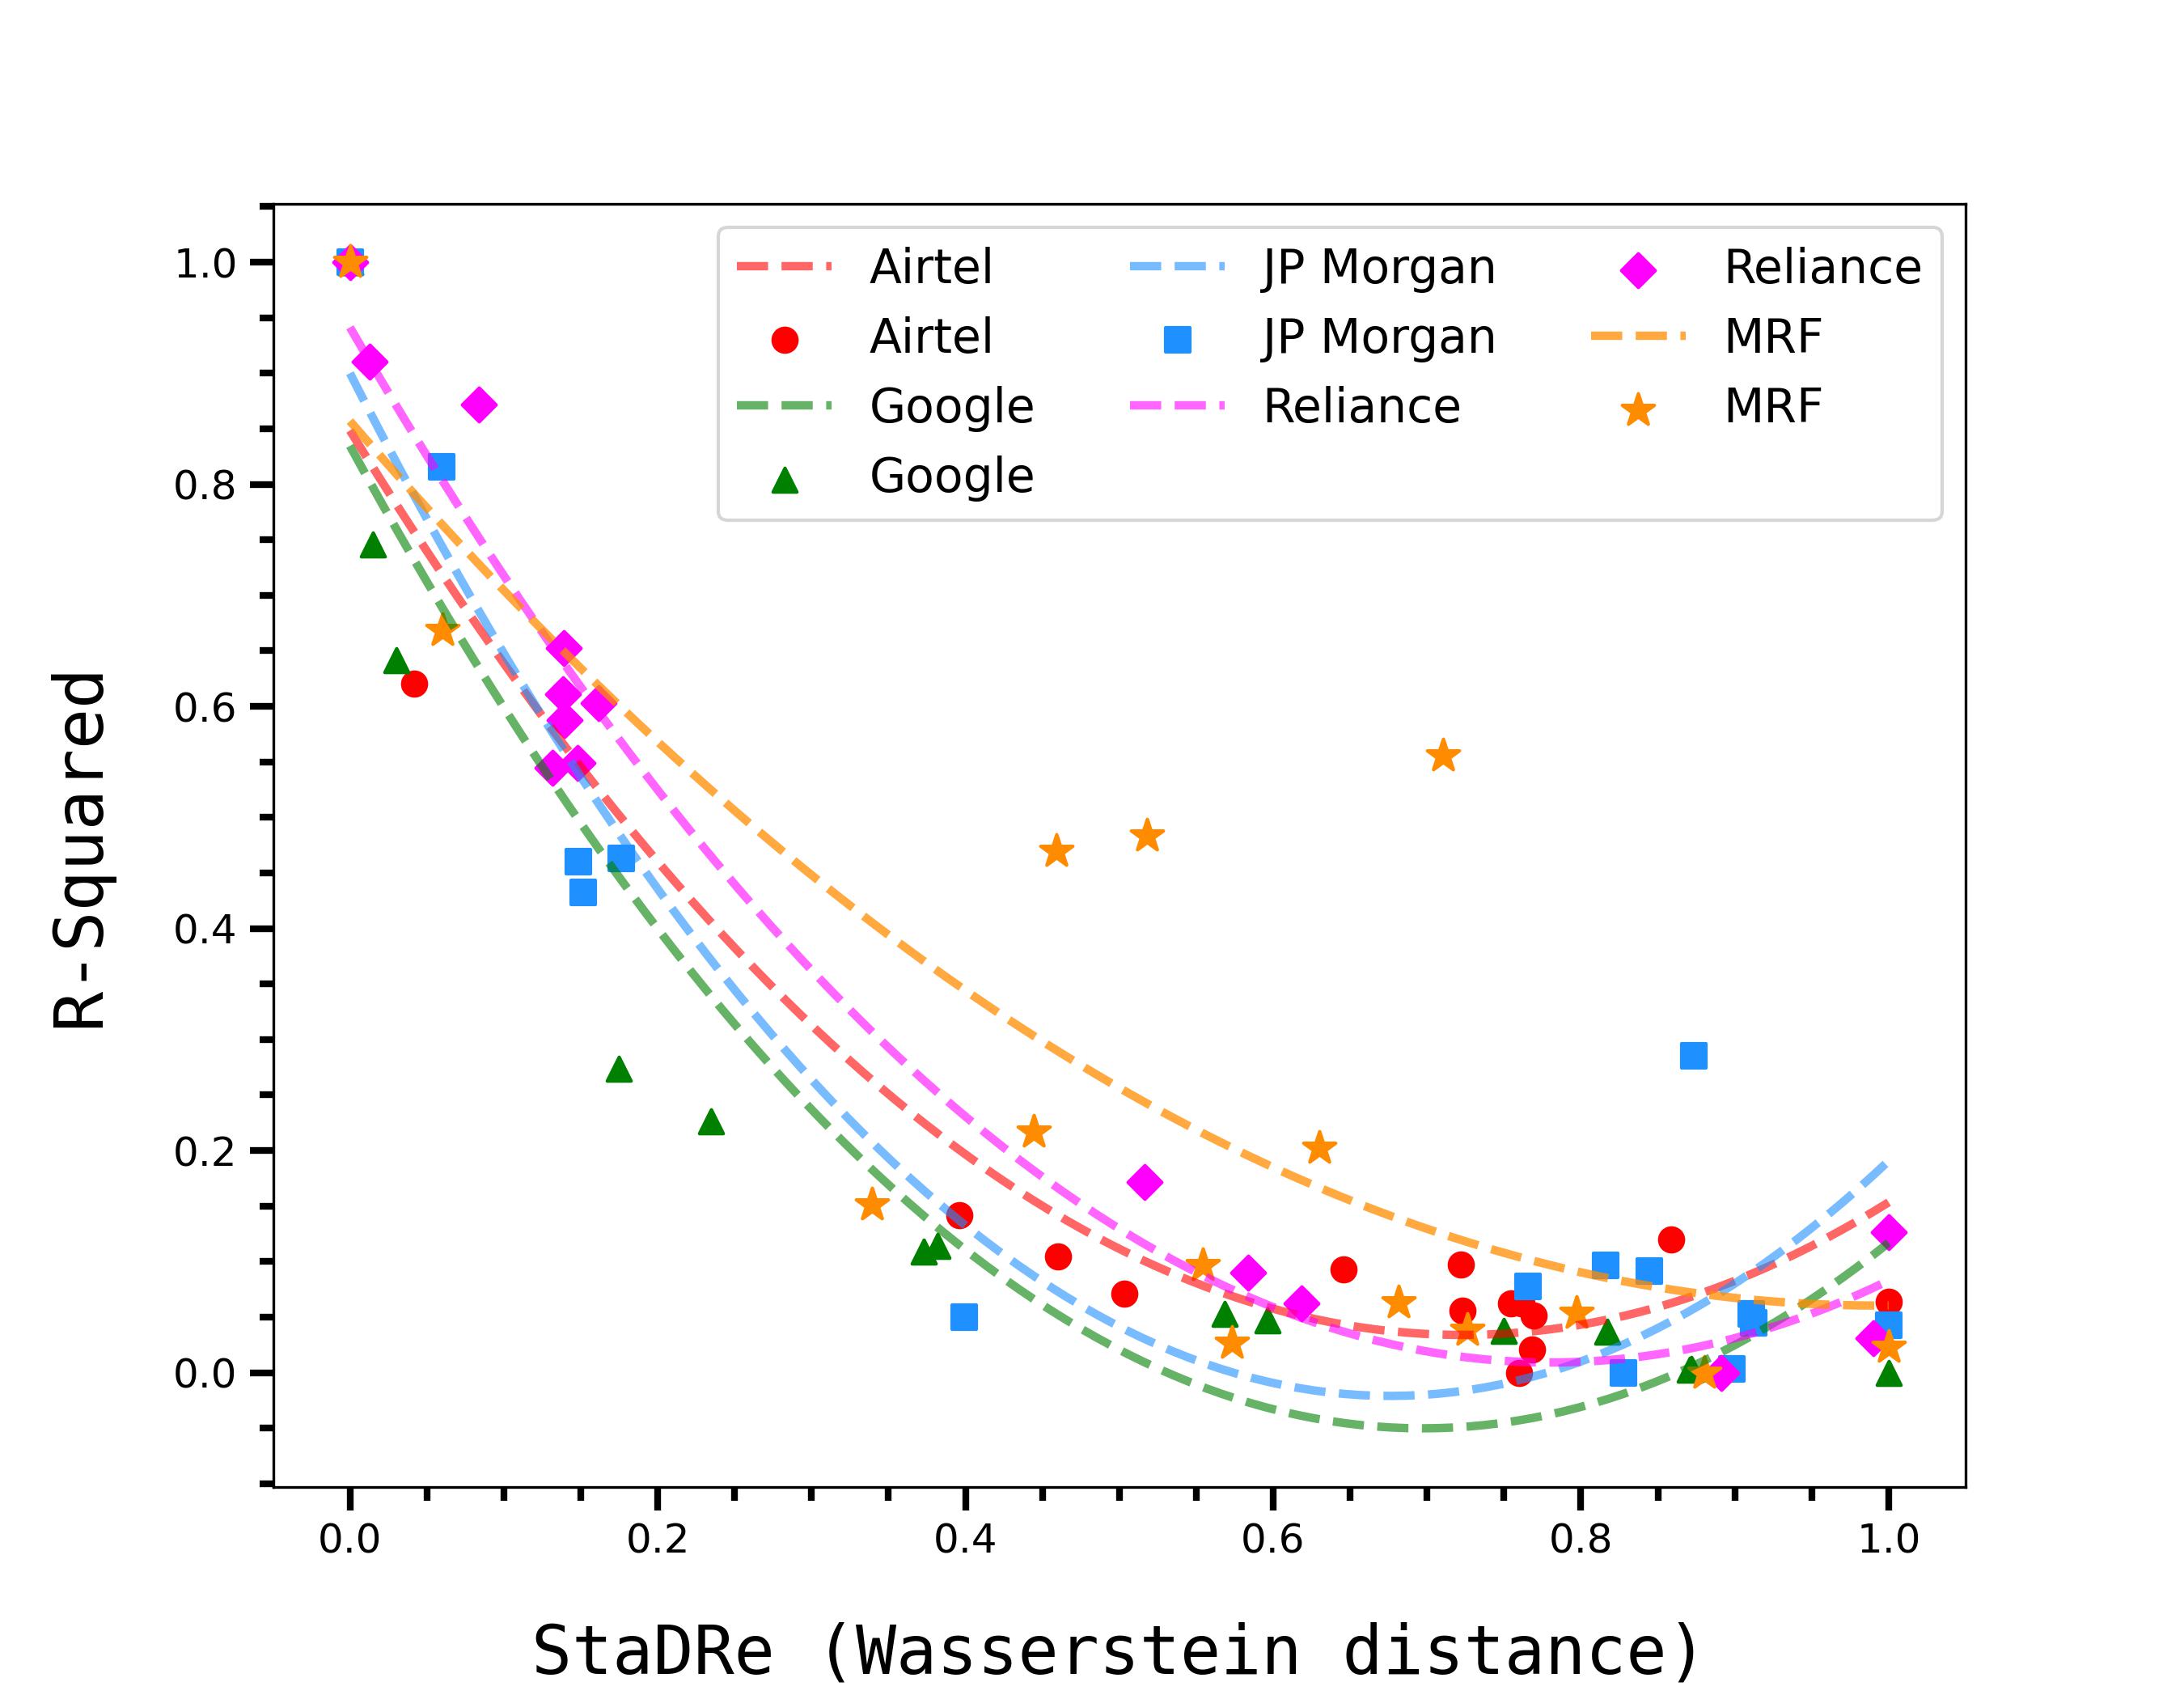 Airtel JP Morgan Reliance
Airtel JP Morgan MRF
Google Reliance MRF
Google
1.0
0.8
0.6
0.4
0.2
0.0
R-Squared
0.0 0.2 0.4 0.6 0.8 1.0
StaDRe (Wasserstein distance)